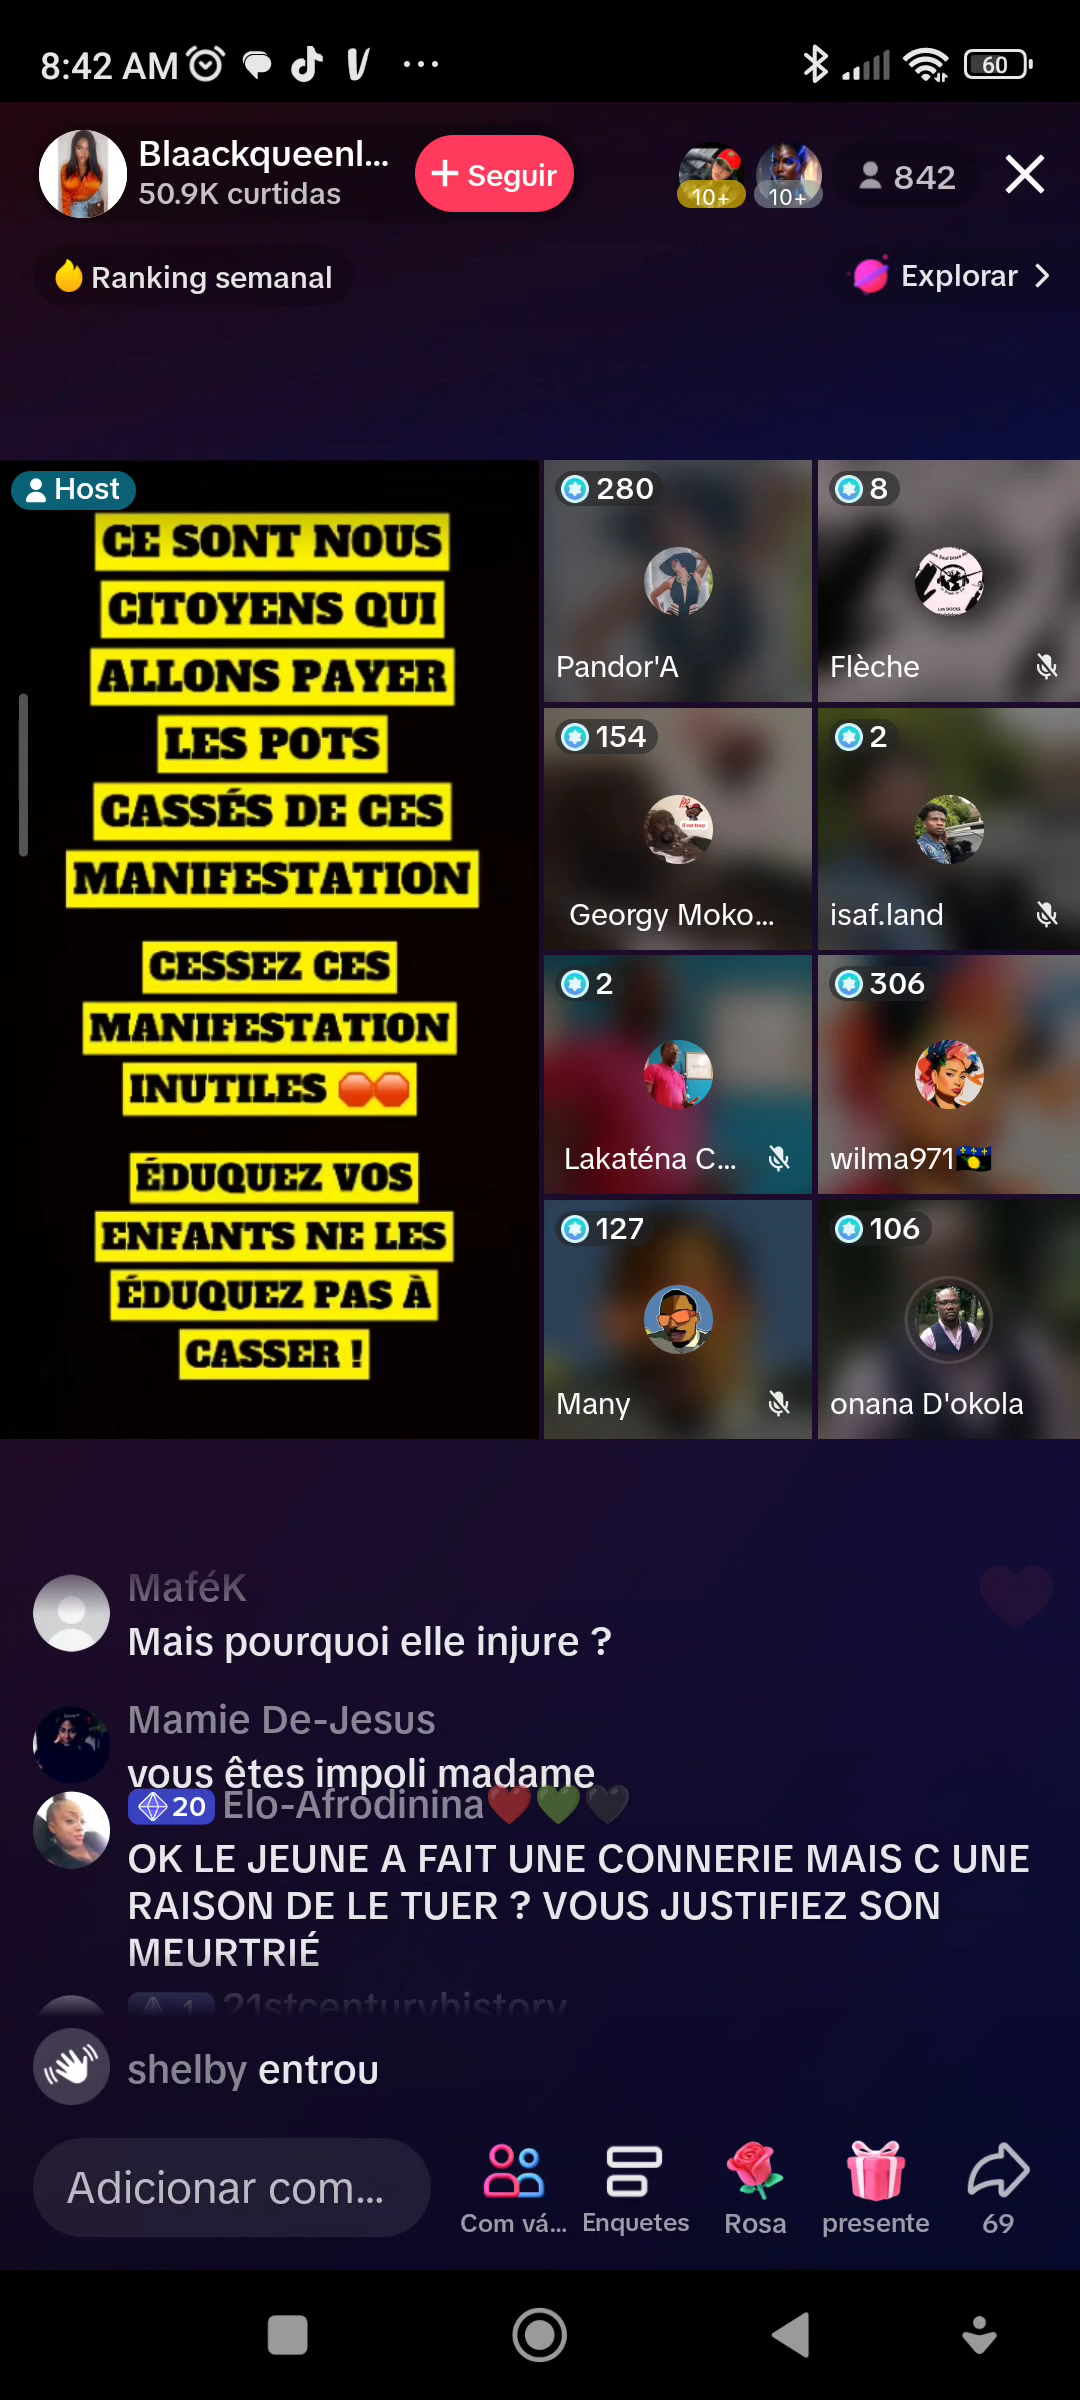 8:42 AM
60
Blaackqueenl...
50.9K curtidas
+ Seguir
10+
10+
842
Ranking semanal
Explorar
Host
CE SONT NOUS
CITOYENS QUI
ALLONS PAYER
LES POTS
CASSÉS DE CES
MANIFESTATION
CESSEZ CES
MANIFESTATION
INUTILES 🛑🛑
ÉDUQUEZ VOS
ENFANTS NE LES
ÉDUQUEZ PAS À
CASSER !
280
Pandor'A
8
Flèche
154
Georgy Moko...
2
isaf.land
2
Lakaténa C...
306
wilma971🇬🇵
127
Many
106
onana D'okola
MaféK
Mais pourquoi elle injure ?
Mamie De-Jesus
vous êtes impoli madame
20 Elo-Afrodinina❤️💚🖤
OK LE JEUNE A FAIT UNE CONNERIE MAIS C UNE
RAISON DE LE TUER ? VOUS JUSTIFIEZ SON
MEURTRIÉ
1 21stcenturyhistory
shelby entrou
Adicionar com...
Com vá...
Enquetes
Rosa
presente
69